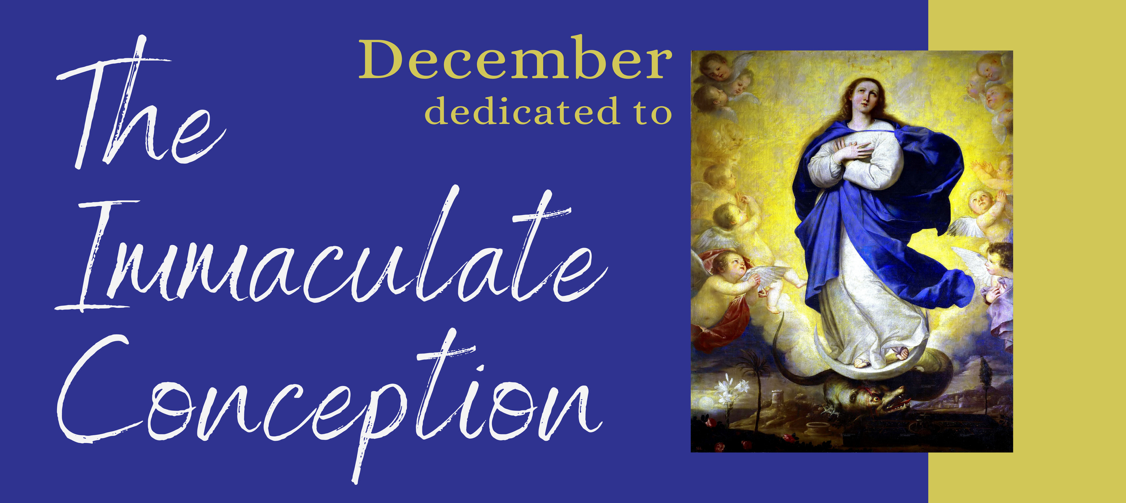 December
dedicated to
The
Immaculate
Conception